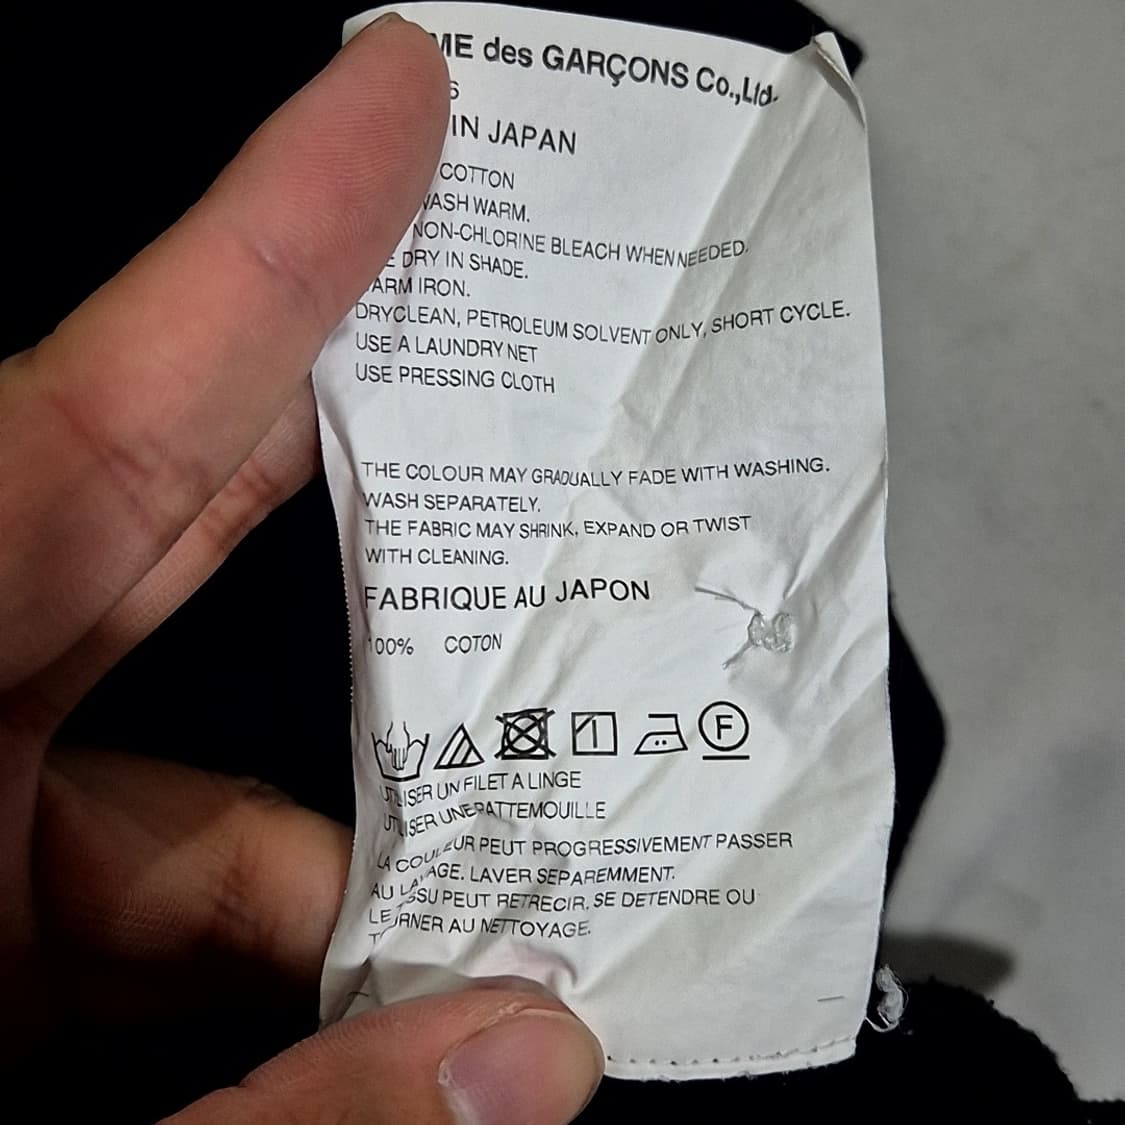 ME des GARÇONS Co.,Ltd.
6
IN JAPAN
COTTON
WASH WARM.
NON-CHLORINE BLEACH WHEN NEEDED.
E DRY IN SHADE.
ARM IRON.
DRYCLEAN, PETROLEUM SOLVENT ONLY, SHORT CYCLE.
USE A LAUNDRY NET
USE PRESSING CLOTH
THE COLOUR MAY GRADUALLY FADE WITH WASHING.
WASH SEPARATELY.
THE FABRIC MAY SHRINK, EXPAND OR TWIST
WITH CLEANING.
FABRIQUE AU JAPON
100% COTON
F
UTILISER UN FILET A LINGE
UTILISER UNE PATTEMOUILLE
LA COULEUR PEUT PROGRESSIVEMENT PASSER
AU LAVAGE. LAVER SEPAREMMENT.
LE TISSU PEUT RETRECIR, SE DETENDRE OU
TOURNER AU NETTOYAGE.